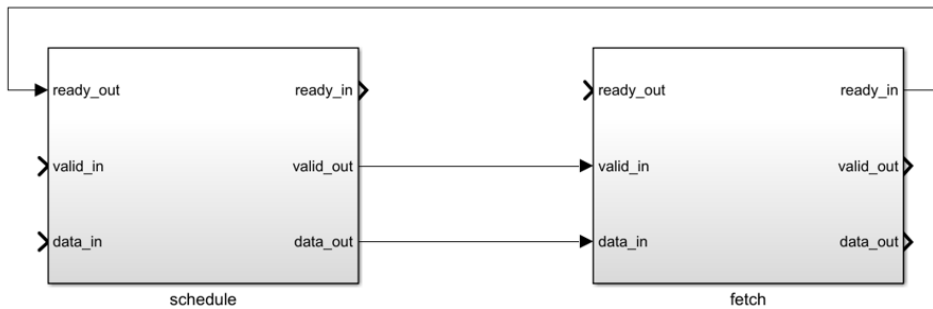 ready_out ready_in ready_out ready_in
valid_in valid_out valid_in valid_out
data_in data_out data_in data_out
schedule fetch